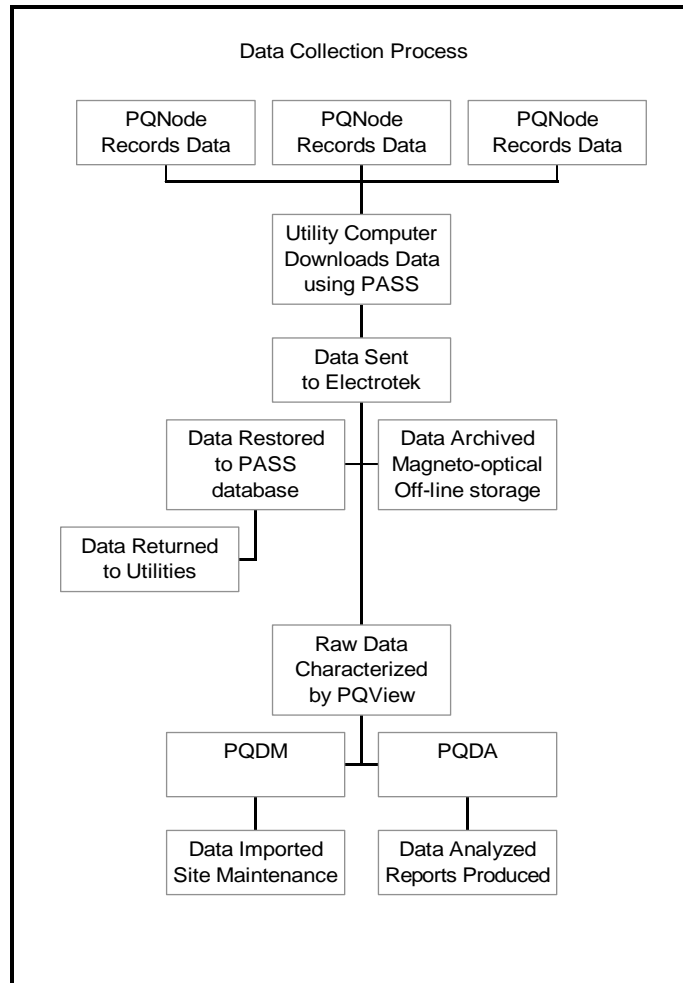 Data Collection Process
PQNode
Records Data
PQNode
Records Data
PQNode
Records Data
Utility Computer
Downloads Data
using PASS
Data Sent
to Electrotek
Data Restored
to PASS
database
Data Archived
Magneto-optical
Off-line storage
Data Returned
to Utilities
Raw Data
Characterized
by PQView
PQDM
PQDA
Data Imported
Site Maintenance
Data Analyzed
Reports Produced